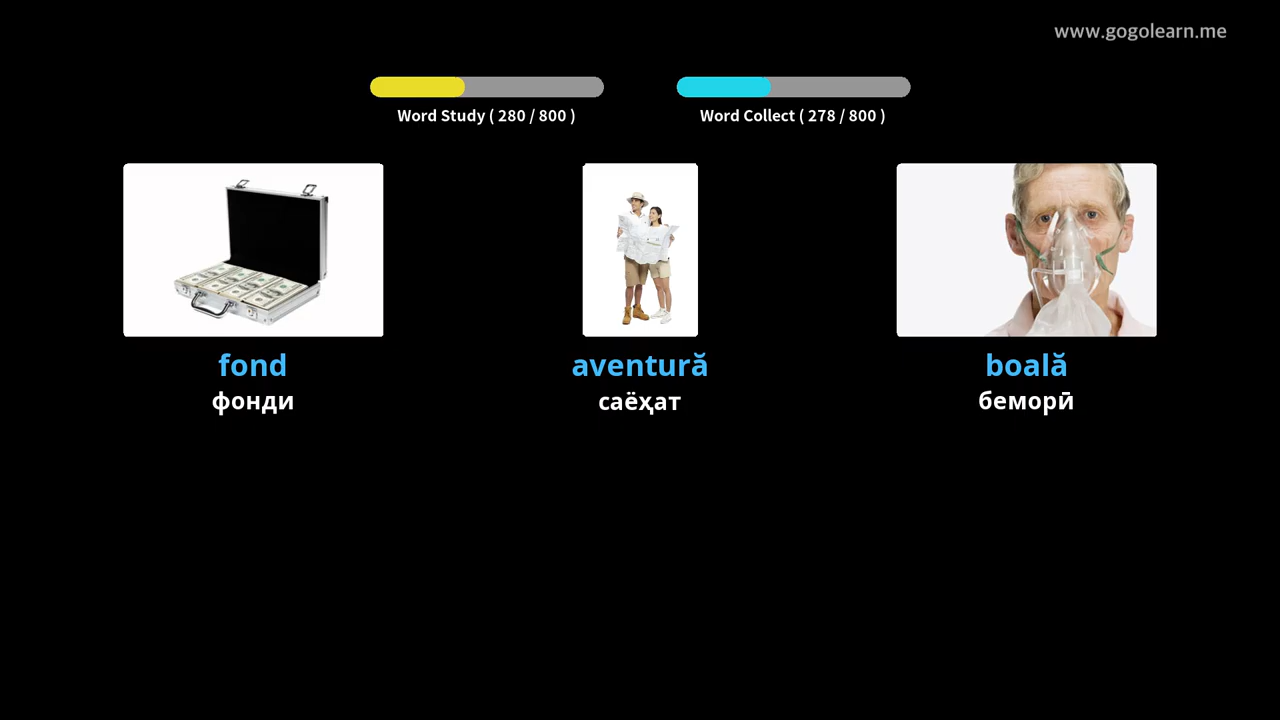 www.gogolearn.me
Word Study ( 280 / 800 )
Word Collect ( 278 / 800 )
fond
aventură
boală
фонди
саёҳат
беморӣ